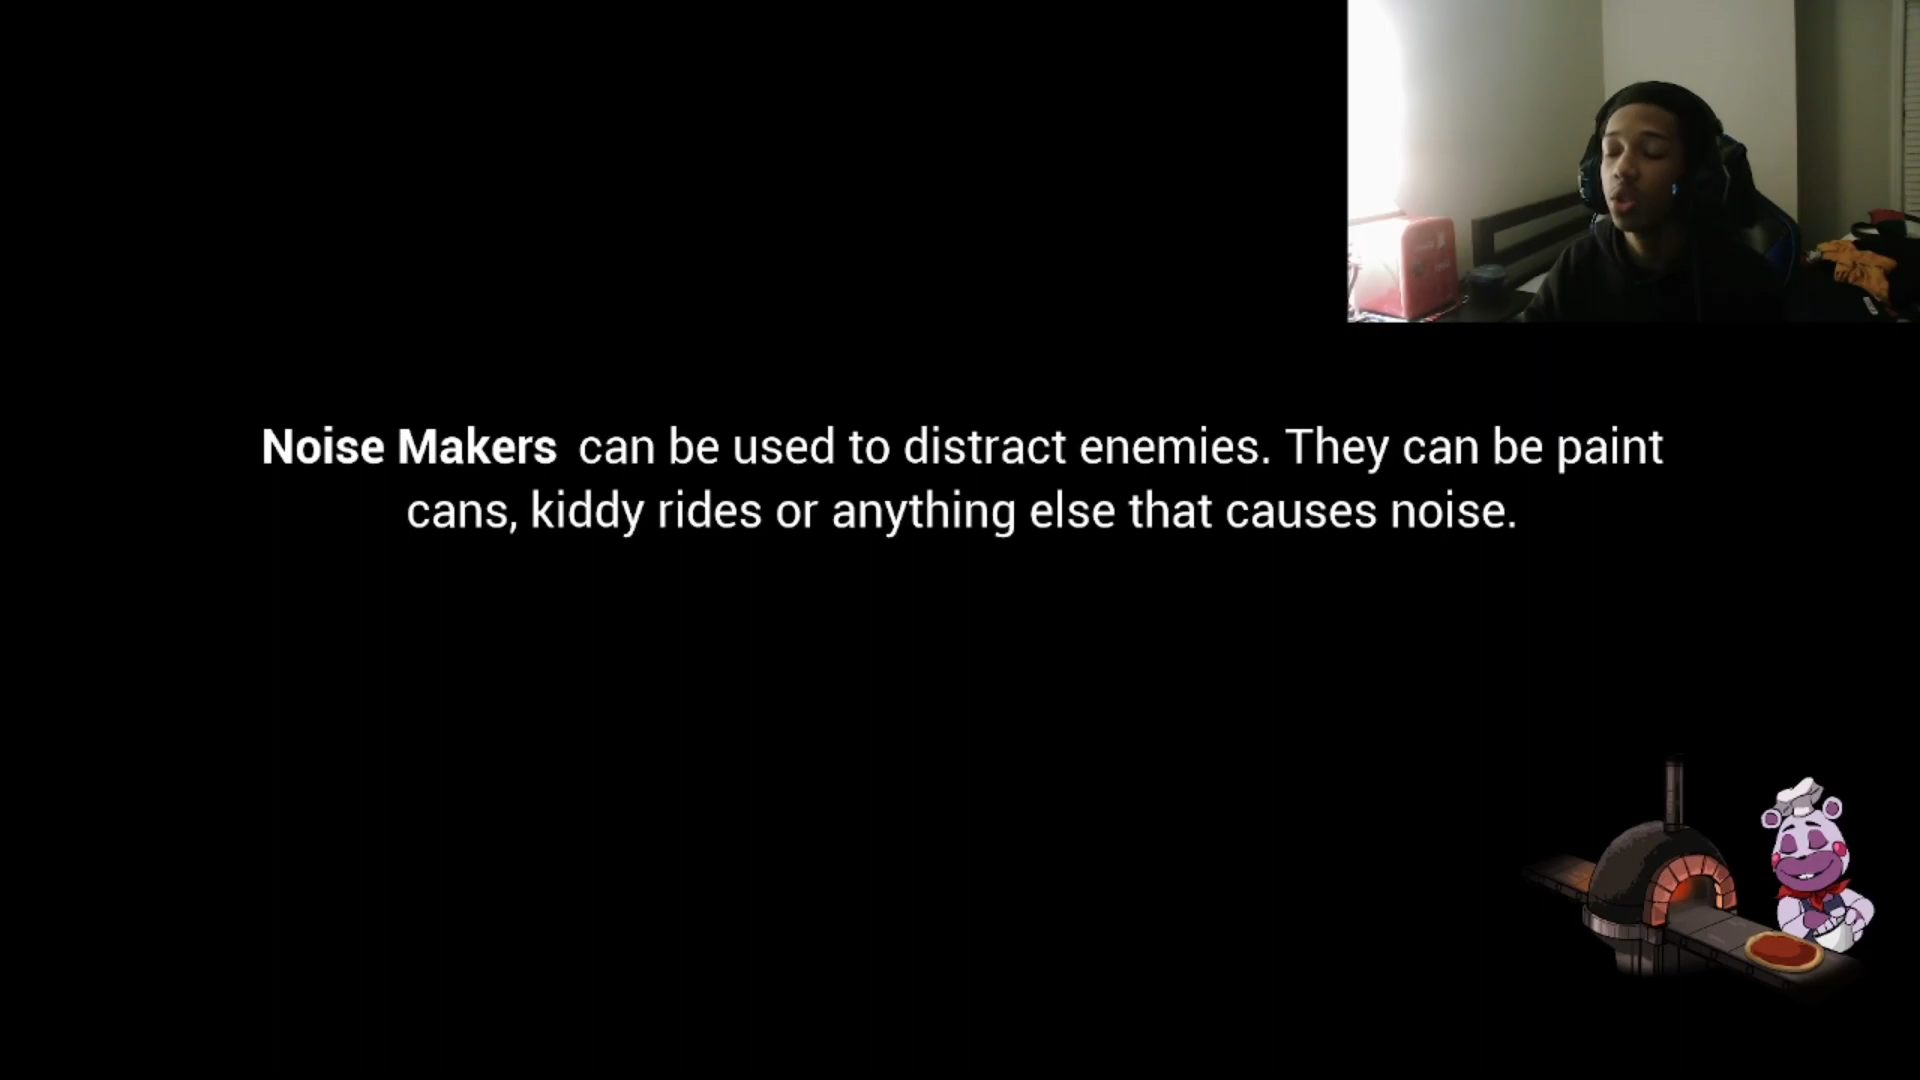 Noise Makers can be used to distract enemies. They can be paint
cans, kiddy rides or anything else that causes noise.